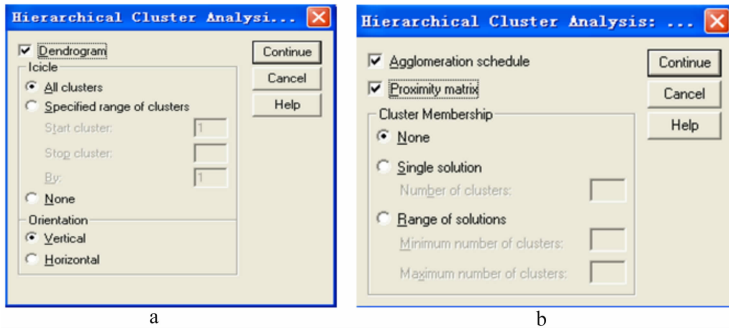 Hierarchical Cluster Analysi... 
Dendrogram
Continue
Icicle
Cancel
All clusters
Specified range of clusters
Help
Start cluster: 1
Stop cluster:
By: 1
None
Orientation
Vertical
Horizontal
a
Hierarchical Cluster Analysis: ...
Agglomeration schedule
Continue
Proximity matrix
Cancel
Cluster Membership
None
Help
Single solution
Number of clusters:
Range of solutions
Minimum number of clusters:
Maximum number of clusters:
b